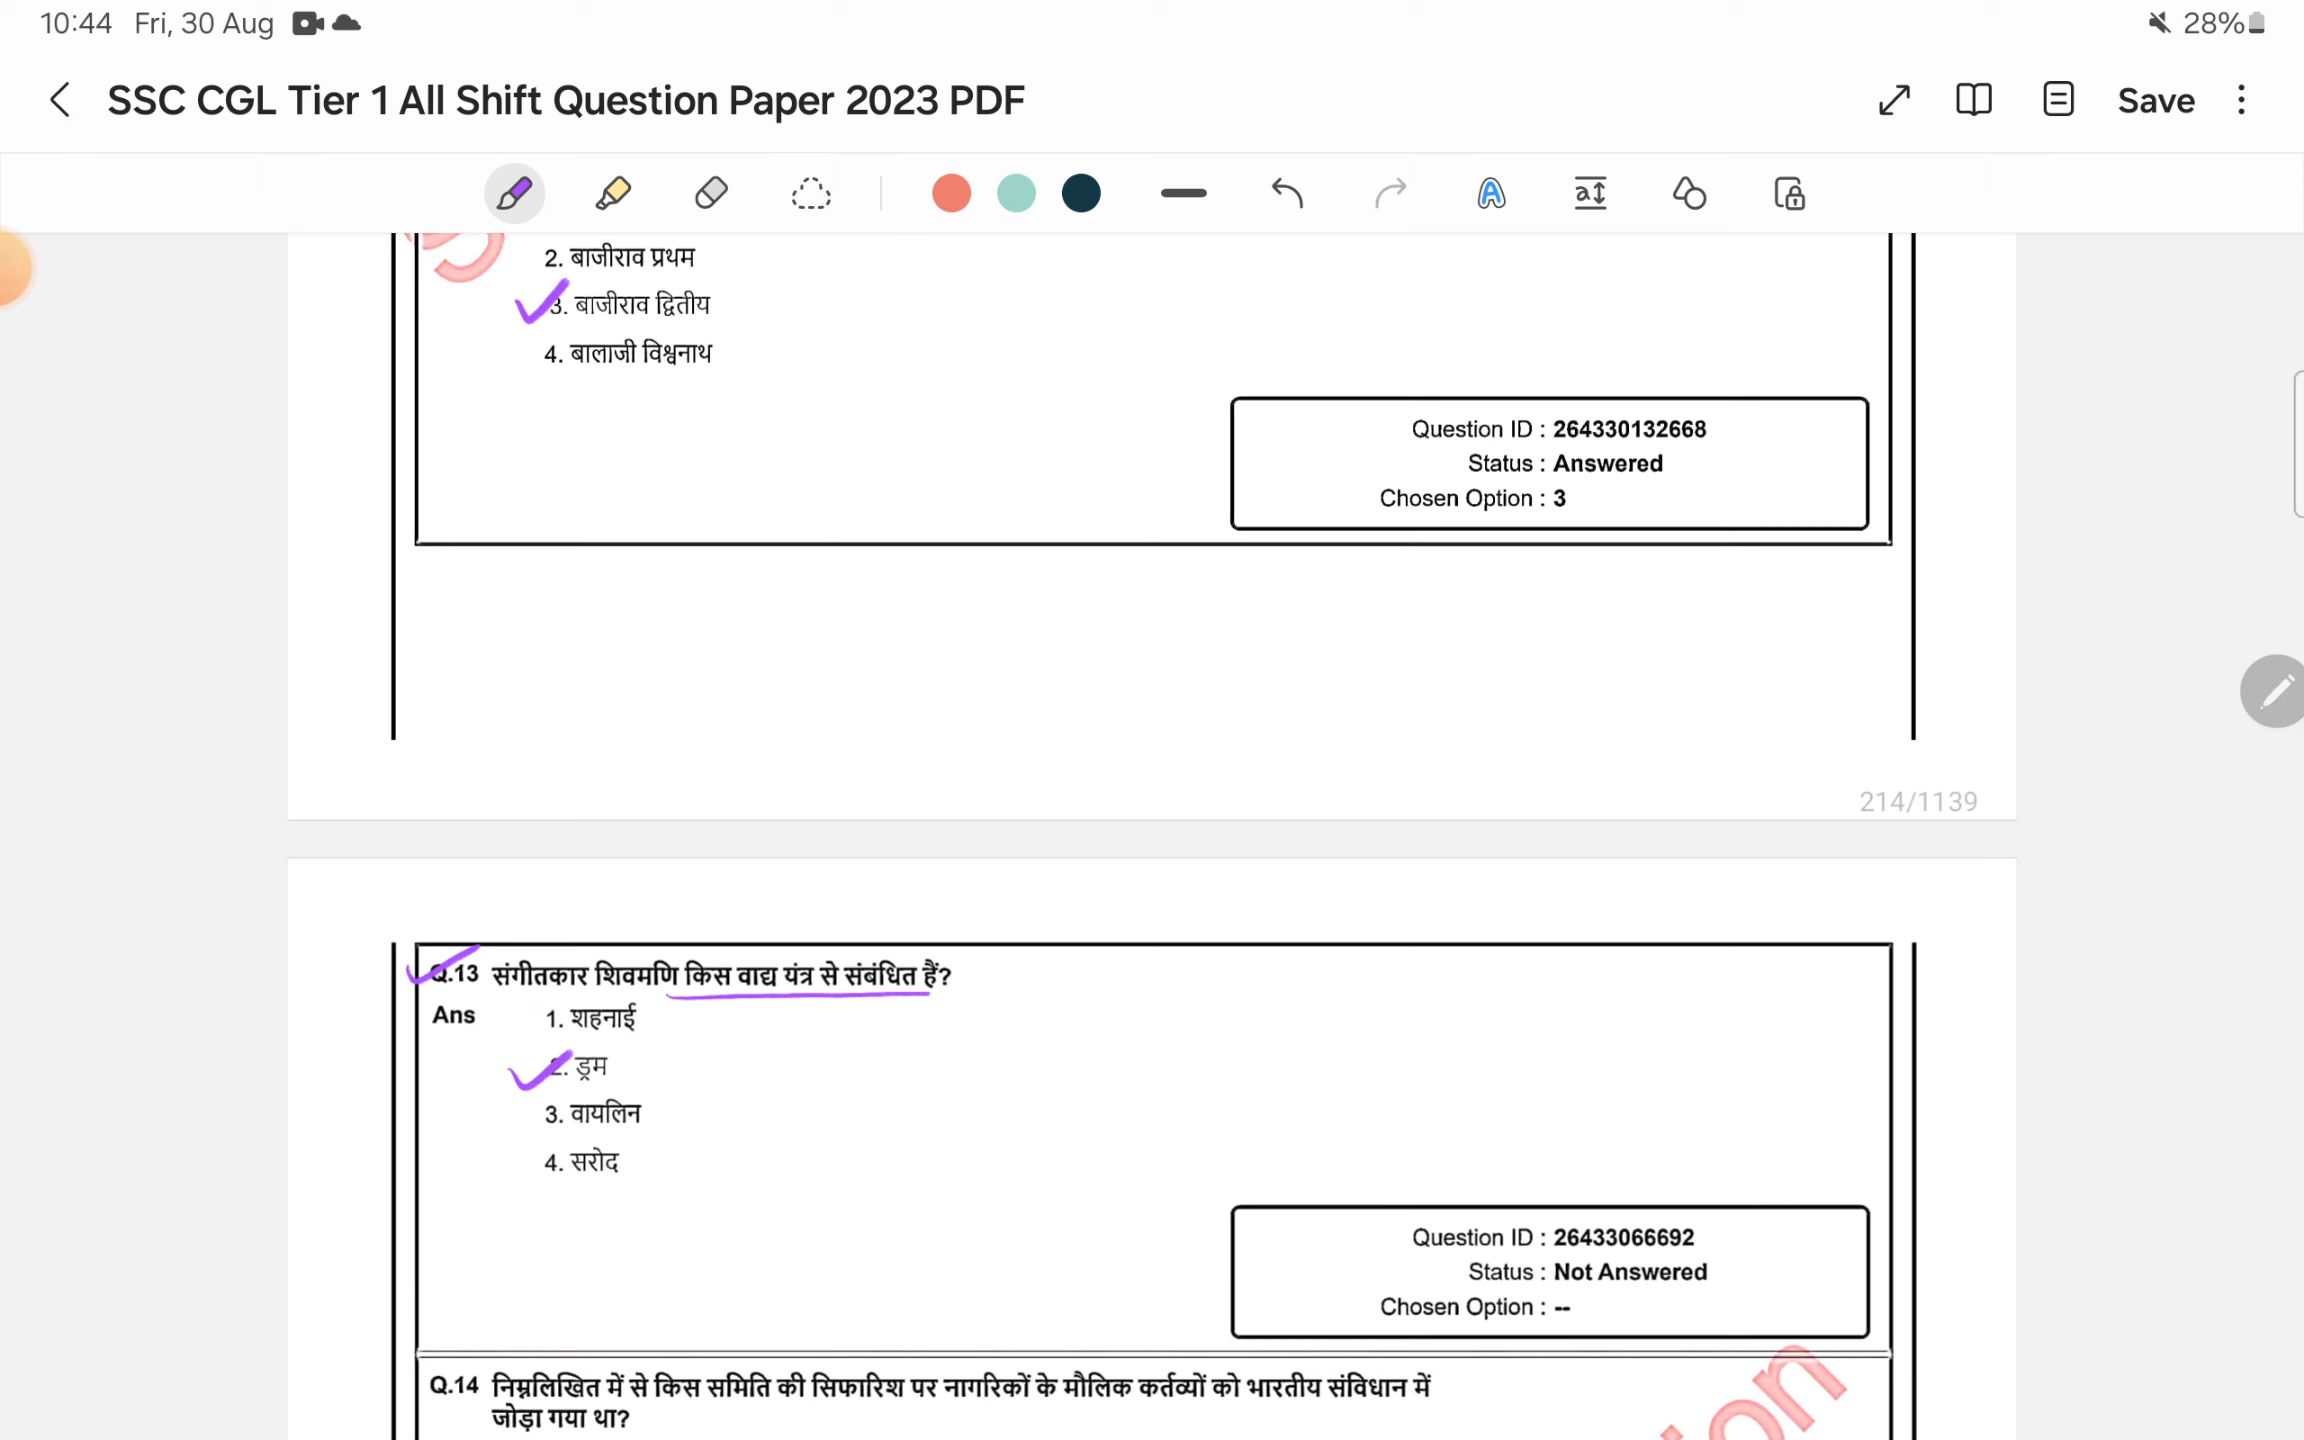 10:44 Fri, 30 Aug
28%
SSC CGL Tier 1 All Shift Question Paper 2023 PDF
Save
2. बाजीराव प्रथम
3. बाजीराव द्वितीय
4. बालाजी विश्वनाथ
Question ID : 264330132668
Status : Answered
Chosen Option : 3
214/1139
Q.13 संगीतकार शिवमणि किस वाद्य यंत्र से संबंधित हैं?
Ans 1. शहनाई
2. ड्रम
3. वायलिन
4. सरोद
Question ID : 26433066692
Status : Not Answered
Chosen Option : --
Q.14 निम्नलिखित में से किस समिति की सिफारिश पर नागरिकों के मौलिक कर्तव्यों को भारतीय संविधान में
जोड़ा गया था?